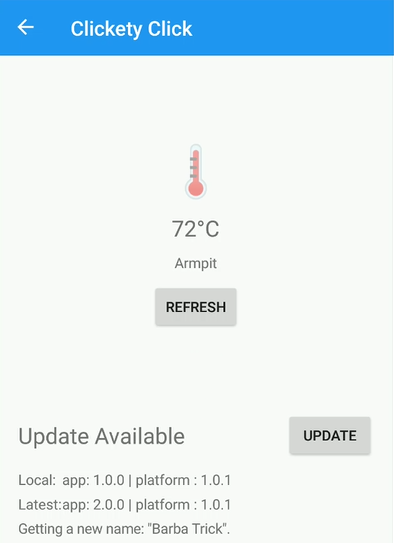 Clickety Click
72°C
Armpit
REFRESH
Update Available
UPDATE
Local: app: 1.0.0 | platform : 1.0.1
Latest:app: 2.0.0 | platform : 1.0.1
Getting a new name: "Barba Trick".